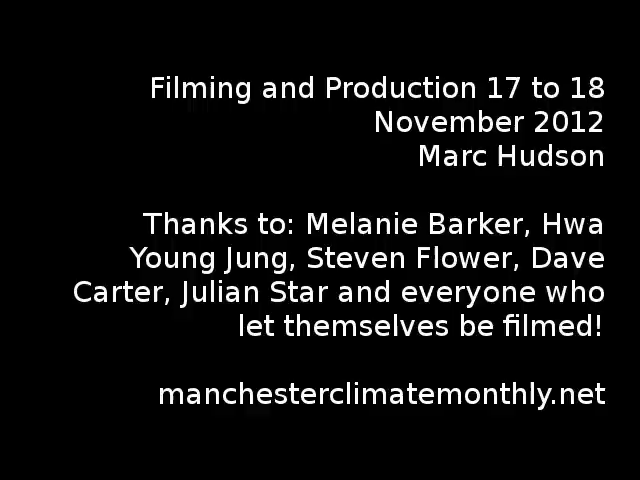 Filming and Production 17 to 18
November 2012
Marc Hudson
Thanks to: Melanie Barker, Hwa
Young Jung, Steven Flower, Dave
Carter, Julian Star and everyone who
let themselves be filmed!
manchesterclimatemonthly.net